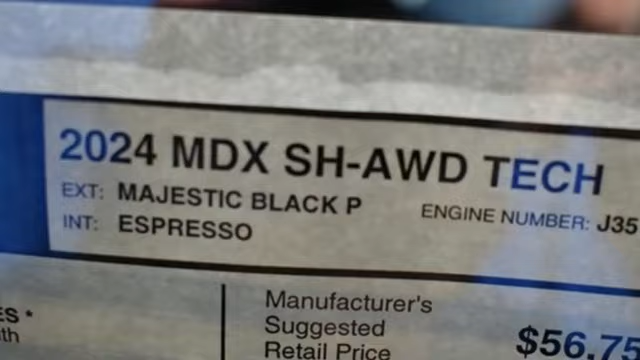 2024 MDX SH-AWD TECH
EXT: MAJESTIC BLACK P
ENGINE NUMBER: J35
INT: ESPRESSO
ES *
th
Manufacturer's
Suggested
Retail Price
$56,75